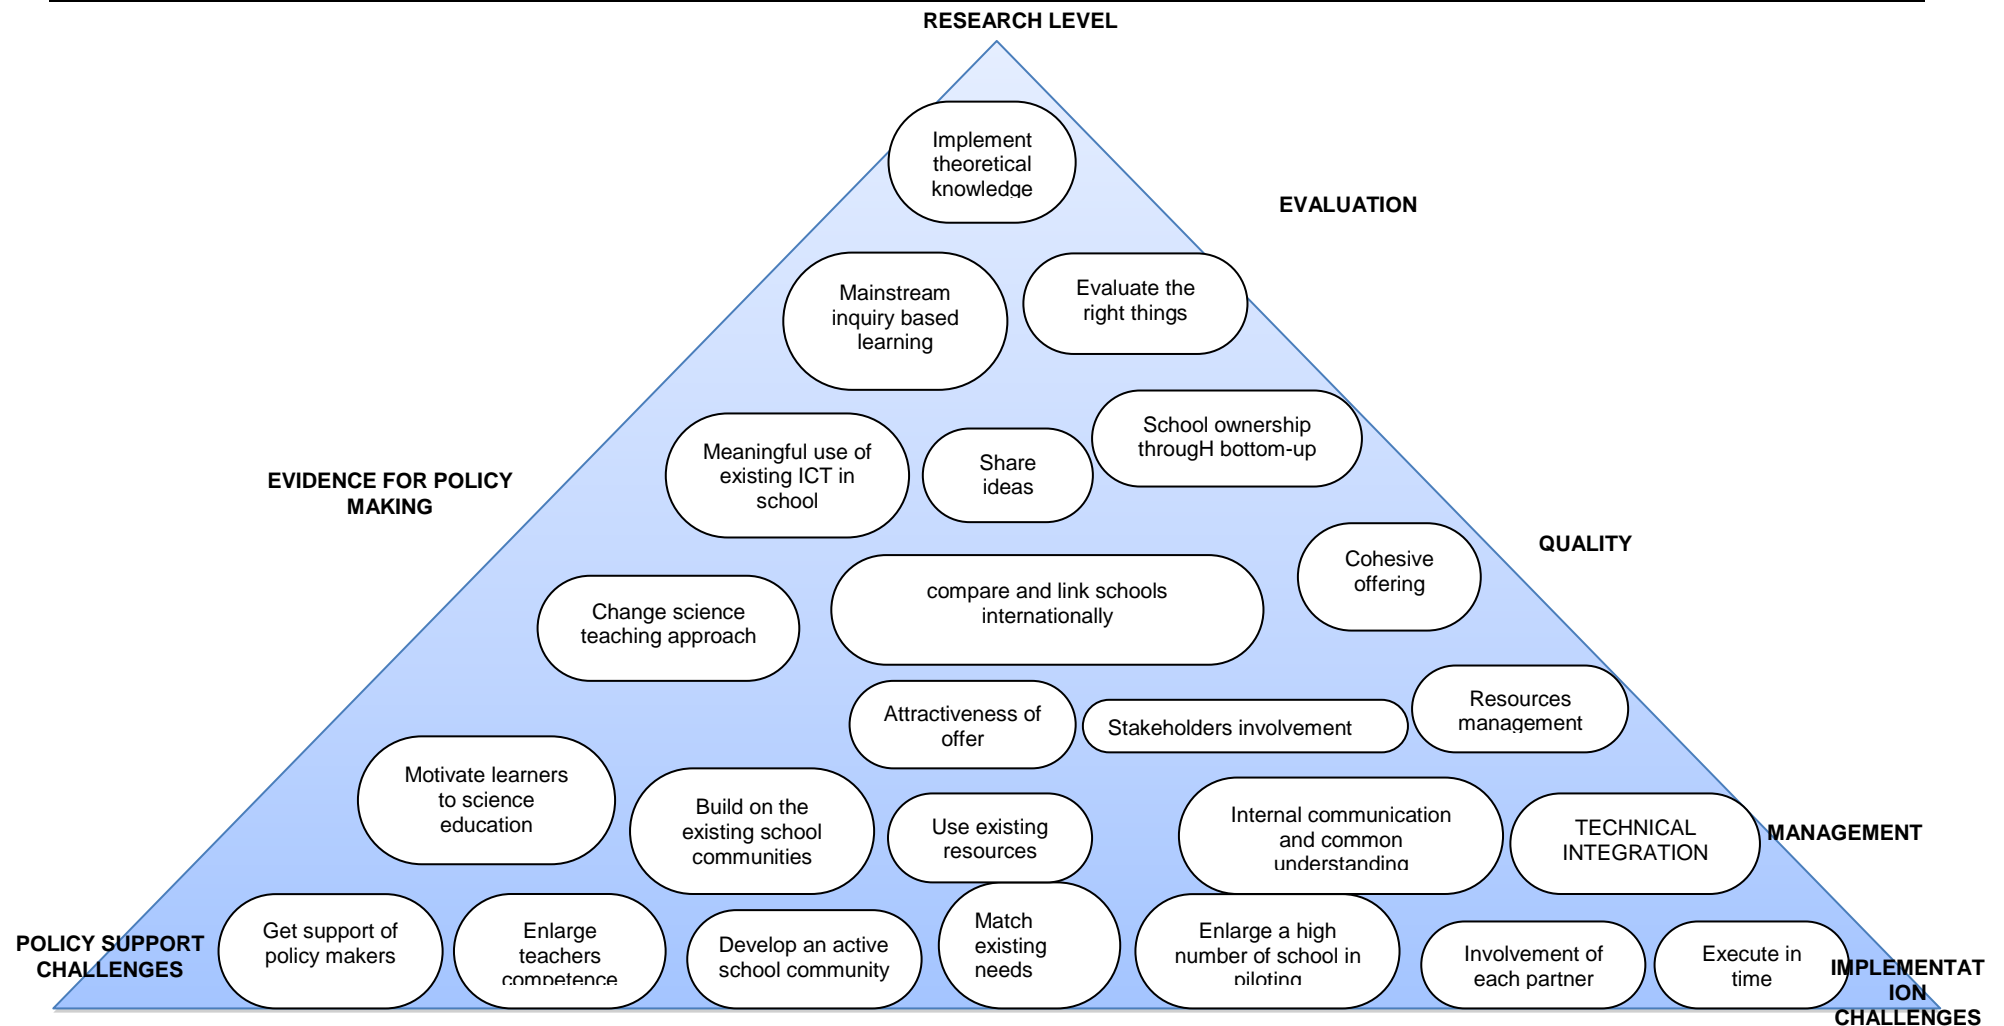 RESEARCH LEVEL
Implement
theoretical
knowledge
EVALUATION
Mainstream
inquiry based
learning
Evaluate the
right things
School ownership
througH bottom-up
Meaningful use of
existing ICT in
school
Share
ideas
EVIDENCE FOR POLICY
MAKING
QUALITY
Cohesive
offering
compare and link schools
internationally
Change science
teaching approach
Attractiveness of
offer
Stakeholders involvement
Resources
management
Motivate learners
to science
education
Build on the
existing school
communities
Use existing
resources
Internal communication
and common
understanding
TECHNICAL
INTEGRATION
MANAGEMENT
POLICY SUPPORT
CHALLENGES
Get support of
policy makers
Enlarge
teachers
competence
Develop an active
school community
Match
existing
needs
Enlarge a high
number of school in
piloting
Involvement of
each partner
Execute in
time
IMPLEMENTAT
ION
CHALLENGES